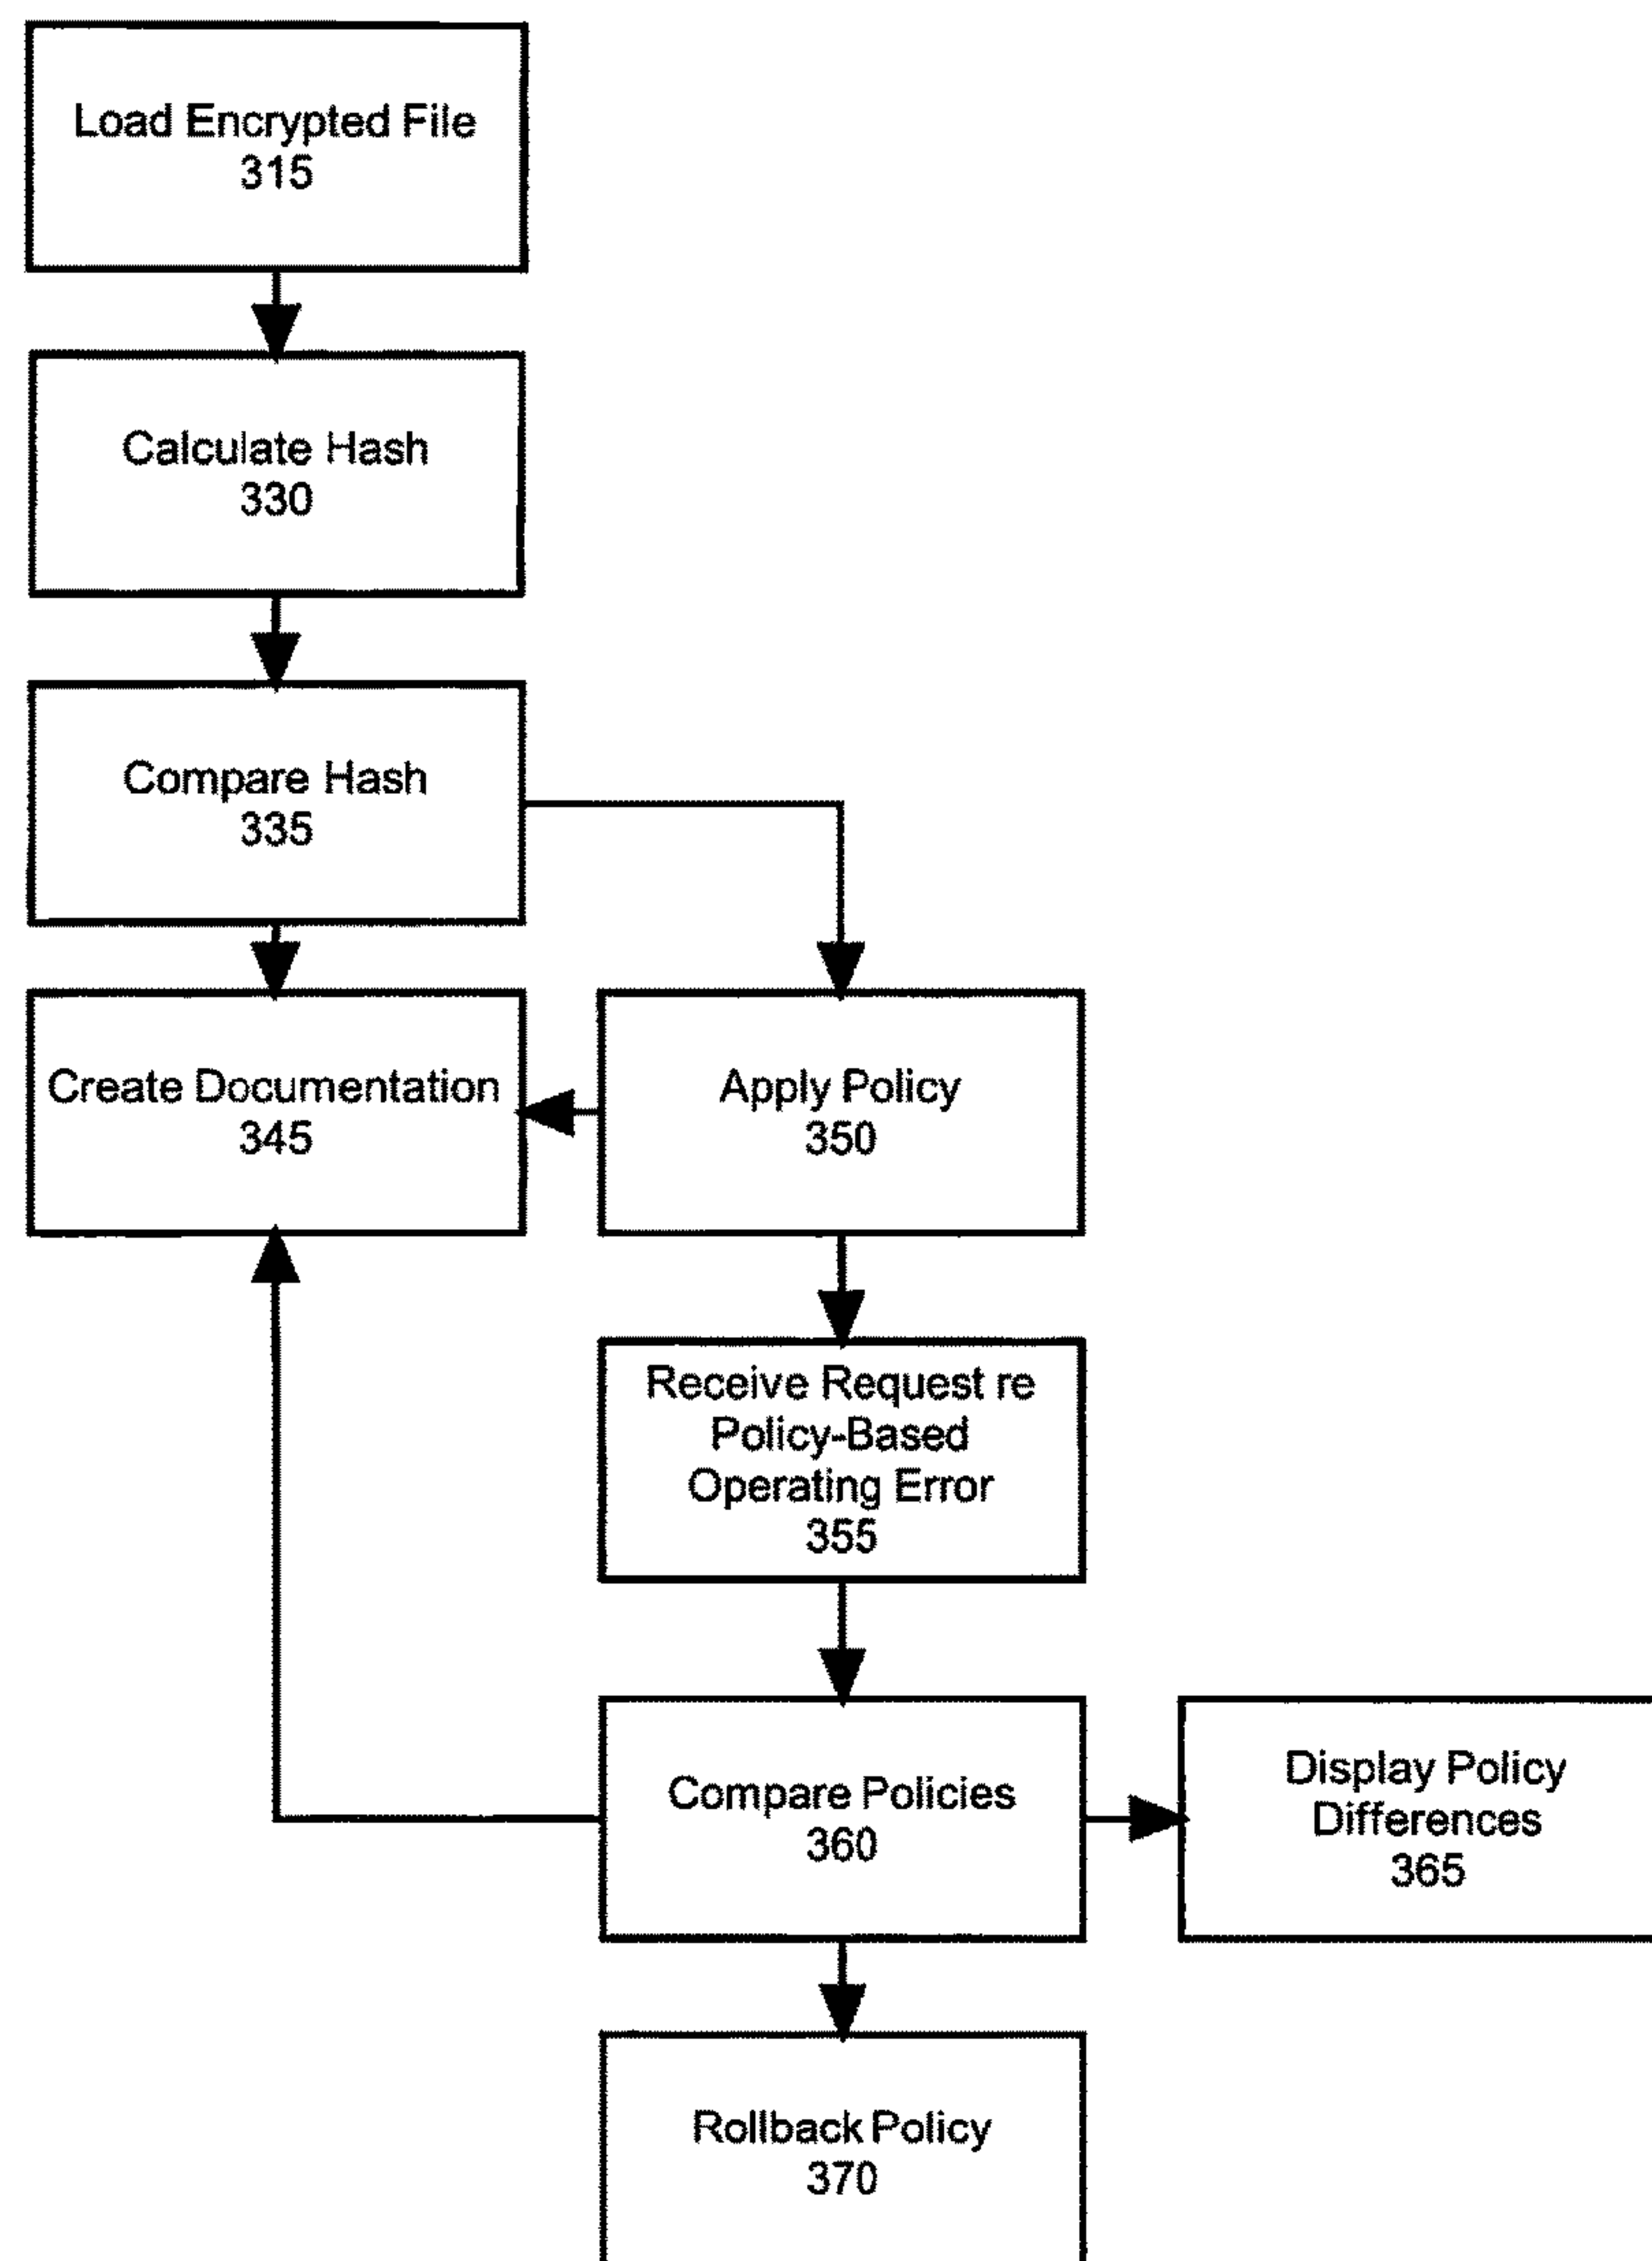 Load Encrypted File
315
Calculate Hash
330
Compare Hash
335
Create Documentation
345
Apply Policy
350
Receive Request re
Policy-Based
Operating Error
355
Compare Policies
360
Display Policy
Differences
365
Rollback Policy
370